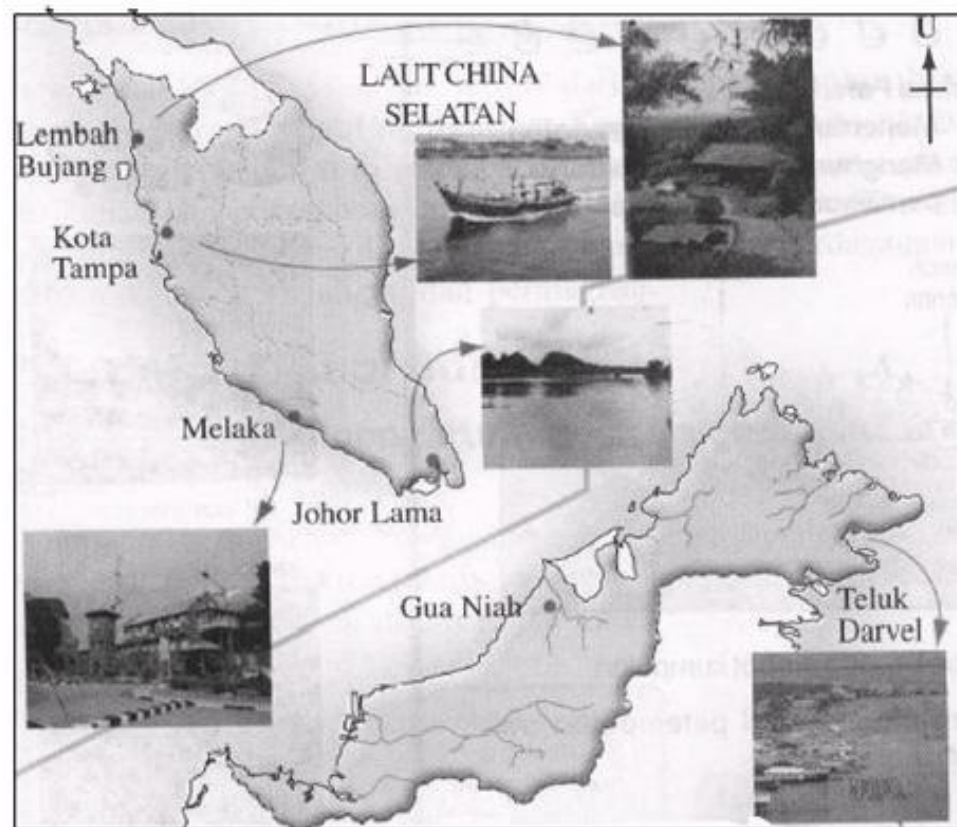 U
LAUT CHINA
SELATAN
Lembah
Bujang
Kota
Tampa
Melaka
Johor Lama
Gua Niah
Teluk
Darvel